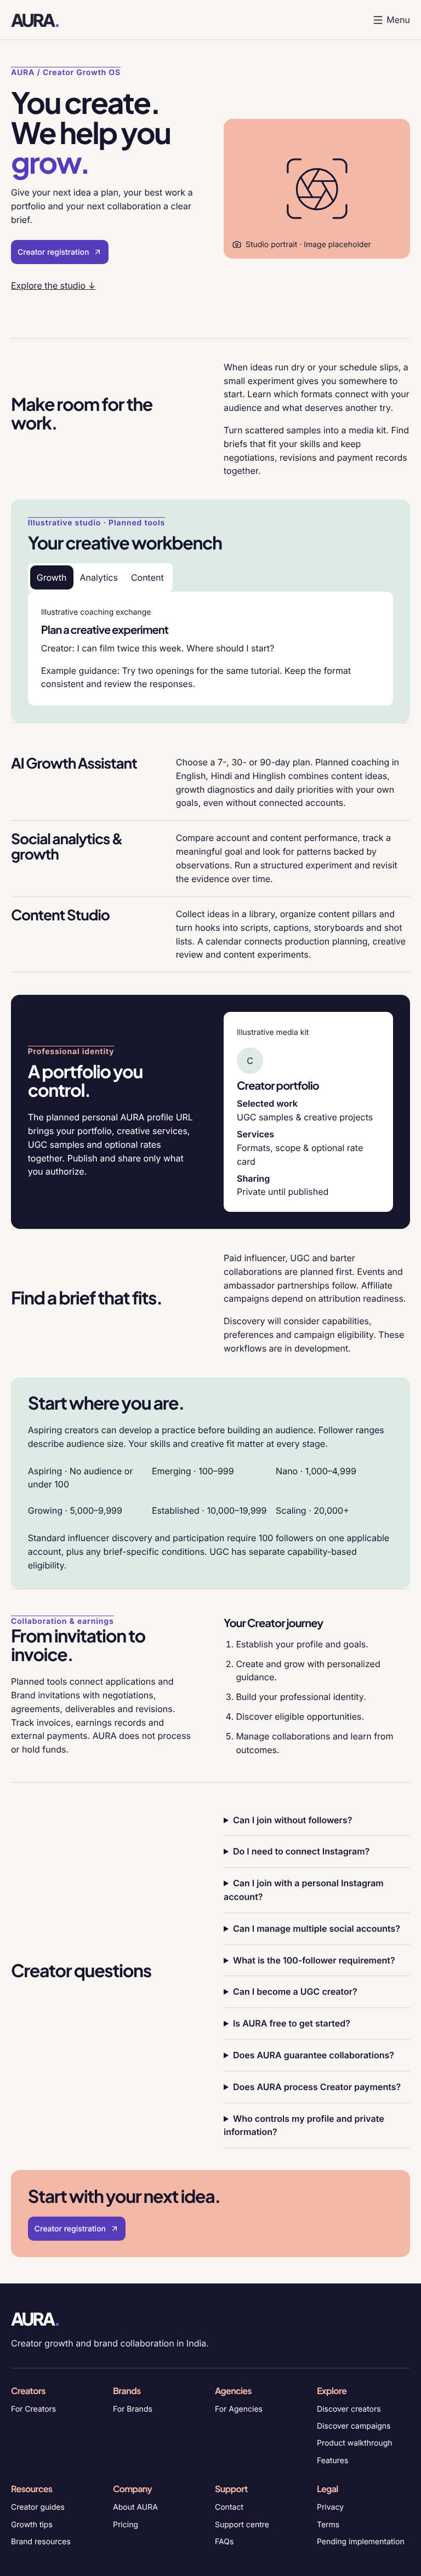 AURA.
Menu
AURA / Creator Growth OS
You create.
We help you
grow.
Give your next idea a plan, your best work a
portfolio and your next collaboration a clear
brief.
Creator registration
Explore the studio ↓
Studio portrait · Image placeholder
Make room for the
work.
When ideas run dry or your schedule slips, a
small experiment gives you somewhere to
start. Learn which formats connect with your
audience and what deserves another try.
Turn scattered samples into a media kit. Find
briefs that fit your skills and keep
negotiations, revisions and payment records
together.
Illustrative studio · Planned tools
Your creative workbench
Growth
Analytics
Content
Illustrative coaching exchange
Plan a creative experiment
Creator: I can film twice this week. Where should I start?
Example guidance: Try two openings for the same tutorial. Keep the format
consistent and review the responses.
AI Growth Assistant
Choose a 7-, 30- or 90-day plan. Planned coaching in
English, Hindi and Hinglish combines content ideas,
growth diagnostics and daily priorities with your own
goals, even without connected accounts.
Social analytics &
growth
Compare account and content performance, track a
meaningful goal and look for patterns backed by
observations. Run a structured experiment and revisit
the evidence over time.
Content Studio
Collect ideas in a library, organize content pillars and
turn hooks into scripts, captions, storyboards and shot
lists. A calendar connects production planning, creative
review and content experiments.
Professional identity
A portfolio you
control.
The planned personal AURA profile URL
brings your portfolio, creative services,
UGC samples and optional rates
together. Publish and share only what
you authorize.
Illustrative media kit
C
Creator portfolio
Selected work
UGC samples & creative projects
Services
Formats, scope & optional rate
card
Sharing
Private until published
Find a brief that fits.
Paid influencer, UGC and barter
collaborations are planned first. Events and
ambassador partnerships follow. Affiliate
campaigns depend on attribution readiness.
Discovery will consider capabilities,
preferences and campaign eligibility. These
workflows are in development.
Start where you are.
Aspiring creators can develop a practice before building an audience. Follower ranges
describe audience size. Your skills and creative fit matter at every stage.
Aspiring · No audience or
under 100
Emerging · 100–999
Nano · 1,000–4,999
Growing · 5,000–9,999
Established · 10,000–19,999
Scaling · 20,000+
Standard influencer discovery and participation require 100 followers on one applicable
account, plus any brief-specific conditions. UGC has separate capability-based
eligibility.
Collaboration & earnings
From invitation to
invoice.
Planned tools connect applications and
Brand invitations with negotiations,
agreements, deliverables and revisions.
Track invoices, earnings records and
external payments. AURA does not process
or hold funds.
Your Creator journey
1. Establish your profile and goals.
2. Create and grow with personalized
guidance.
3. Build your professional identity.
4. Discover eligible opportunities.
5. Manage collaborations and learn from
outcomes.
Creator questions
Can I join without followers?
Do I need to connect Instagram?
Can I join with a personal Instagram
account?
Can I manage multiple social accounts?
What is the 100-follower requirement?
Can I become a UGC creator?
Is AURA free to get started?
Does AURA guarantee collaborations?
Does AURA process Creator payments?
Who controls my profile and private
information?
Start with your next idea.
Creator registration
AURA.
Creator growth and brand collaboration in India.
Creators
For Creators
Brands
For Brands
Agencies
For Agencies
Explore
Discover creators
Discover campaigns
Product walkthrough
Features
Resources
Creator guides
Growth tips
Brand resources
Company
About AURA
Pricing
Support
Contact
Support centre
FAQs
Legal
Privacy
Terms
Pending implementation